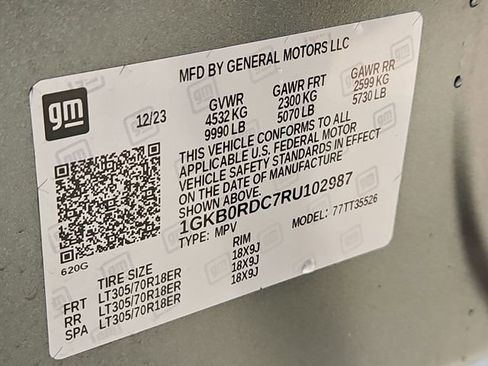 MFD BY GENERAL MOTORS LLC
gm
12/23
GVWR
4532 KG
9990 LB
GAWR FRT
2300 KG
5070 LB
GAWR RR
2599 KG
5730 LB
THIS VEHICLE CONFORMS TO ALL
APPLICABLE U.S. FEDERAL MOTOR
VEHICLE SAFETY STANDARDS IN EFFECT
ON THE DATE OF MANUFACTURE
SHOWN ABOVE.
1GKB0RDC7RU102987
TYPE: MPV
MODEL: 77TT35526
620G
TIRE SIZE
RIM
FRT LT305/70R18ER 18X9J
RR LT305/70R18ER 18X9J
SPA LT305/70R18ER 18X9J